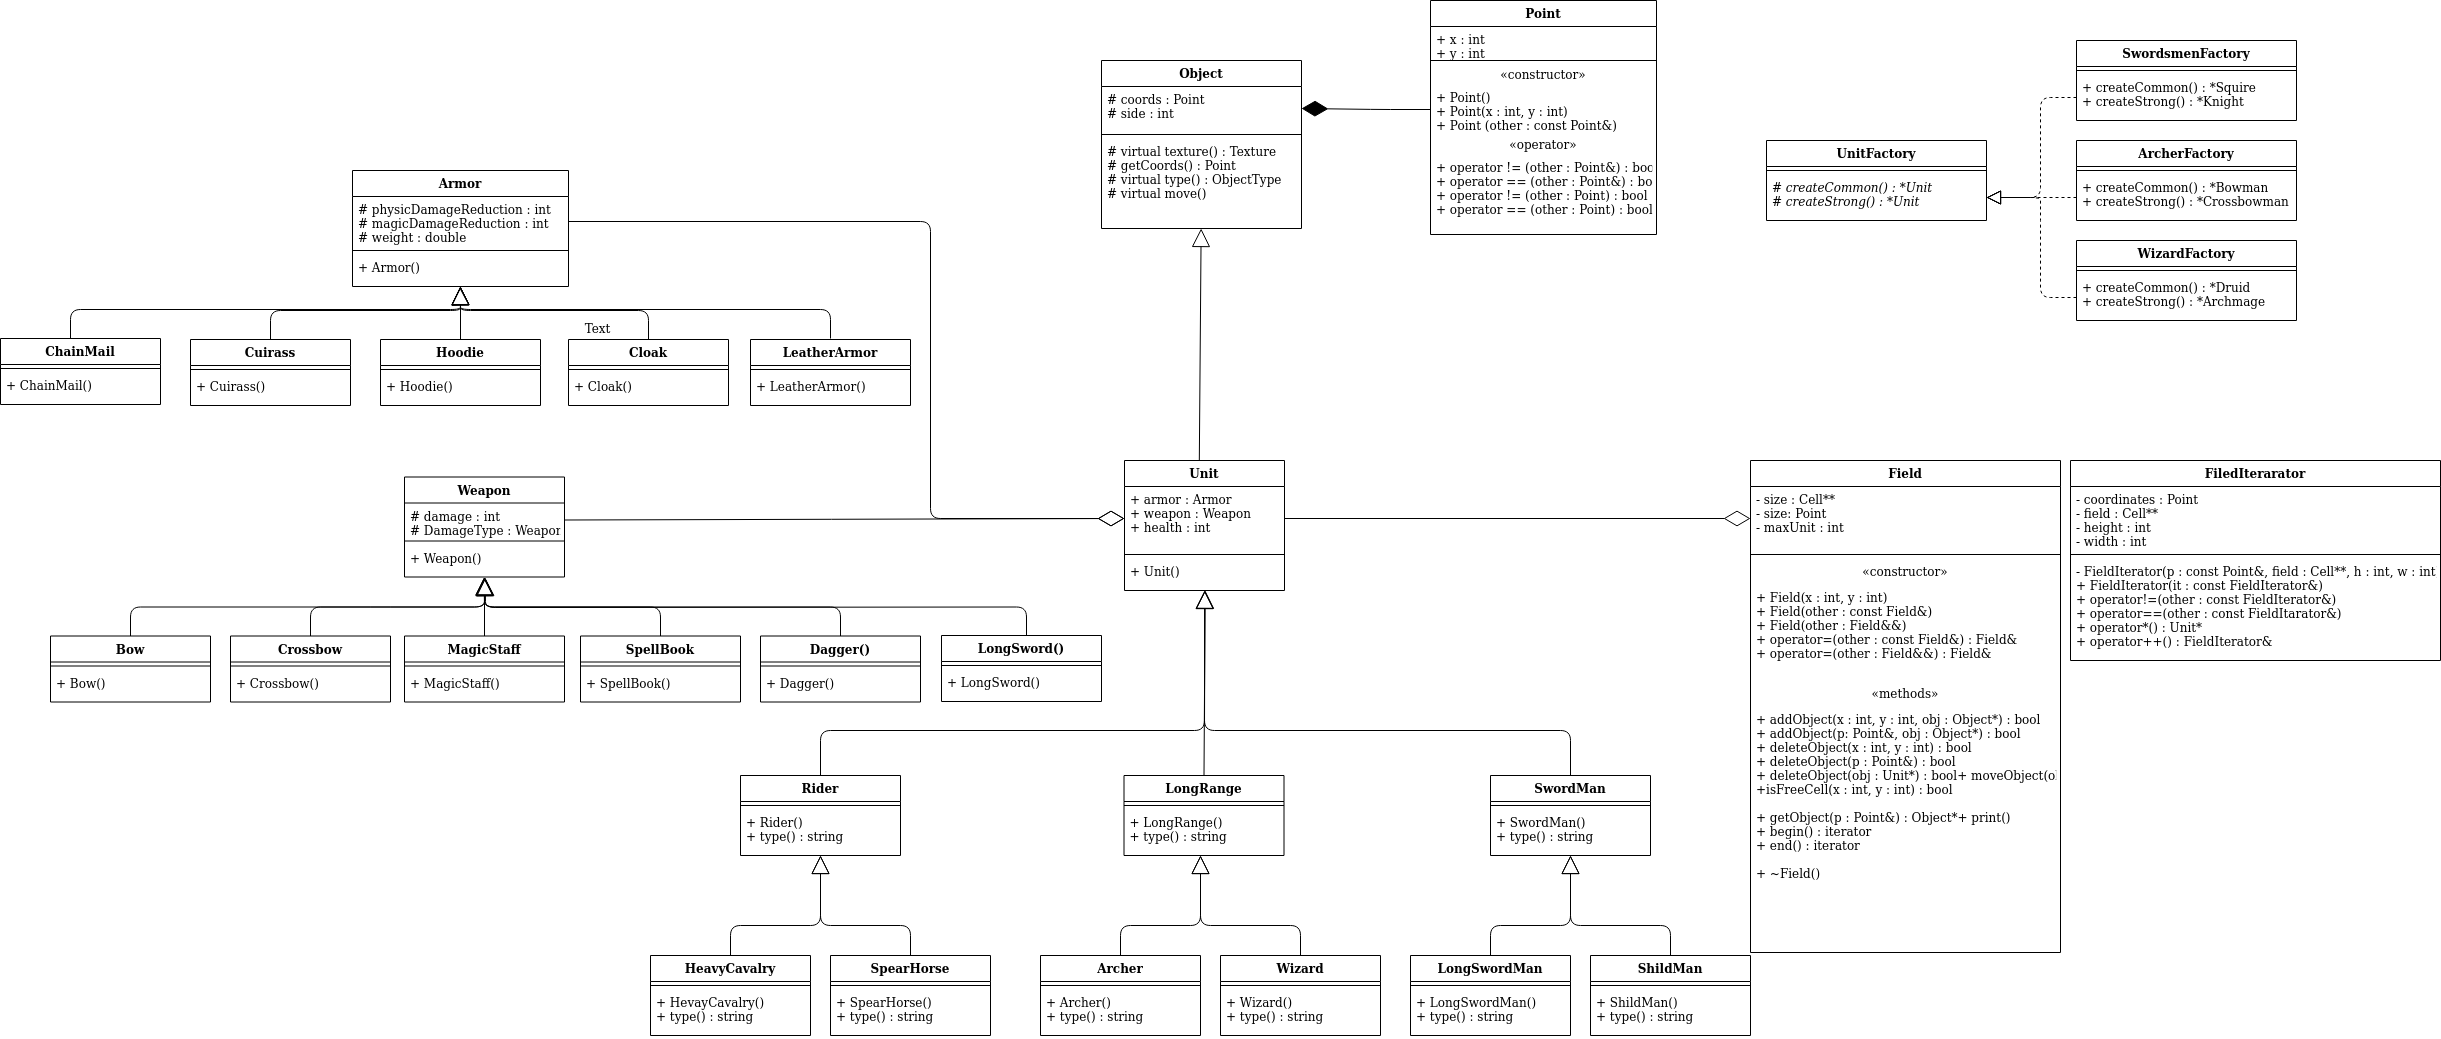 Point
+ x : int
+ y : int
«constructor»
+ Point()
+ Point(x : int, y : int)
+ Point (other : const Point&)
«operator»
+ operator != (other : Point&) : boo
+ operator == (other : Point&) : bo
+ operator != (other : Point) : bool
+ operator == (other : Point) : bool
Object
# coords : Point
# side : int
# virtual texture() : Texture
# getCoords() : Point
# virtual type() : ObjectType
# virtual move()
SwordsmenFactory
+ createCommon() : *Squire
+ createStrong() : *Knight
UnitFactory
# createCommon() : *Unit
# createStrong() : *Unit
ArcherFactory
+ createCommon() : *Bowman
+ createStrong() : *Crossbowman
WizardFactory
+ createCommon() : *Druid
+ createStrong() : *Archmage
Armor
# physicDamageReduction : int
# magicDamageReduction : int
# weight : double
+ Armor()
Text
ChainMail
+ ChainMail()
Cuirass
+ Cuirass()
Hoodie
+ Hoodie()
Cloak
+ Cloak()
LeatherArmor
+ LeatherArmor()
Weapon
# damage : int
# DamageType : Weapon
+ Weapon()
Unit
+ armor : Armor
+ weapon : Weapon
+ health : int
+ Unit()
Field
- size : Cell**
- size: Point
- maxUnit : int
«constructor»
+ Field(x : int, y : int)
+ Field(other : const Field&)
+ Field(other : Field&&)
+ operator=(other : const Field&) : Field&
+ operator=(other : Field&&) : Field&
«methods»
+ addObject(x : int, y : int, obj : Object*) : bool
+ addObject(p: Point&, obj : Object*) : bool
+ deleteObject(x : int, y : int) : bool
+ deleteObject(p : Point&) : bool
+ deleteObject(obj : Unit*) : bool+ moveObject(o
+isFreeCell(x : int, y : int) : bool
+ getObject(p : Point&) : Object*+ print()
+ begin() : iterator
+ end() : iterator
+ ~Field()
FiledIterarator
- coordinates : Point
- field : Cell**
- height : int
- width : int
- FieldIterator(p : const Point&, field : Cell**, h : int, w : int
+ FieldIterator(it : const FieldIterator&)
+ operator!=(other : const FieldIterator&)
+ operator==(other : const FieldItarator&)
+ operator*() : Unit*
+ operator++() : FieldIterator&
Bow
+ Bow()
Crossbow
+ Crossbow()
MagicStaff
+ MagicStaff()
SpellBook
+ SpellBook()
Dagger()
+ Dagger()
LongSword()
+ LongSword()
Rider
+ Rider()
+ type() : string
LongRange
+ LongRange()
+ type() : string
SwordMan
+ SwordMan()
+ type() : string
HeavyCavalry
+ HevayCavalry()
+ type() : string
SpearHorse
+ SpearHorse()
+ type() : string
Archer
+ Archer()
+ type() : string
Wizard
+ Wizard()
+ type() : string
LongSwordMan
+ LongSwordMan()
+ type() : string
ShildMan
+ ShildMan()
+ type() : string